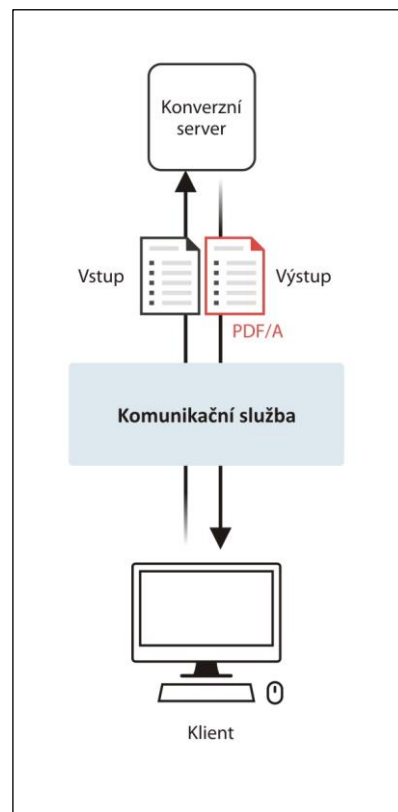 Konverzní
server
Vstup
Výstup
PDF/A
Komunikační služba
Klient